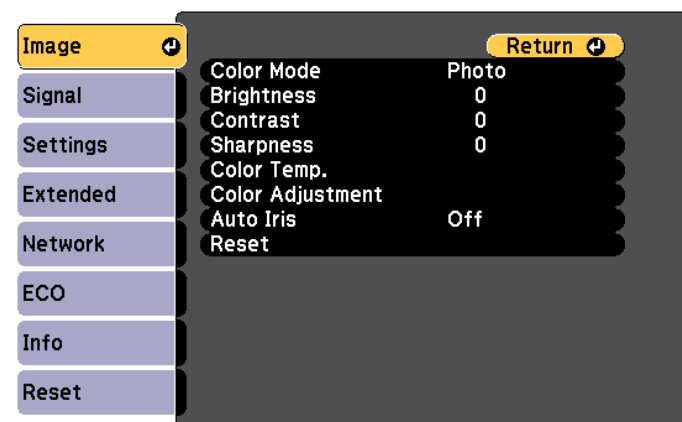 Image
Signal
Settings
Extended
Network
ECO
Info
Reset
Return
Color Mode Photo
Brightness 0
Contrast 0
Sharpness 0
Color Temp.
Color Adjustment
Auto Iris Off
Reset